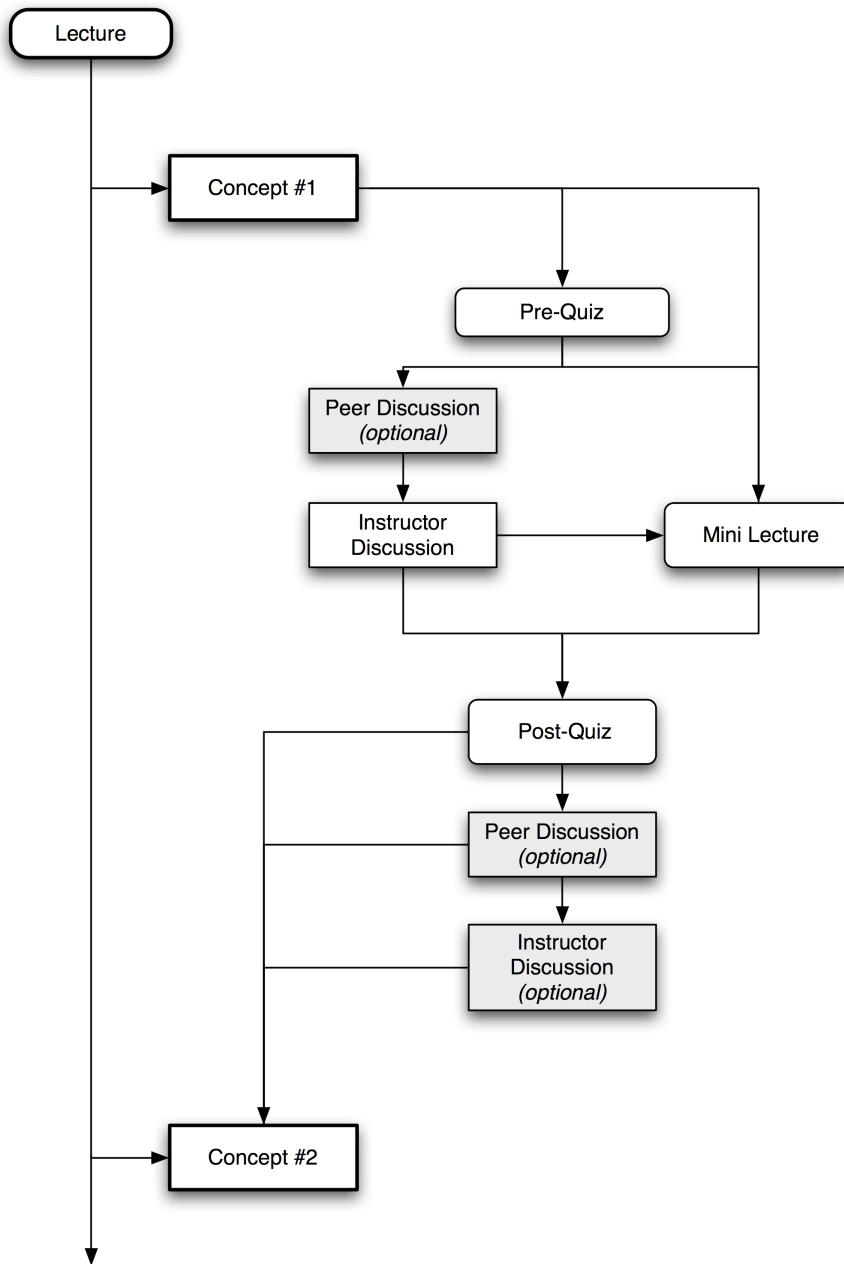 Lecture
Concept #1
Pre-Quiz
Peer Discussion
(optional)
Instructor
Discussion
Mini Lecture
Post-Quiz
Peer Discussion
(optional)
Instructor
Discussion
(optional)
Concept #2